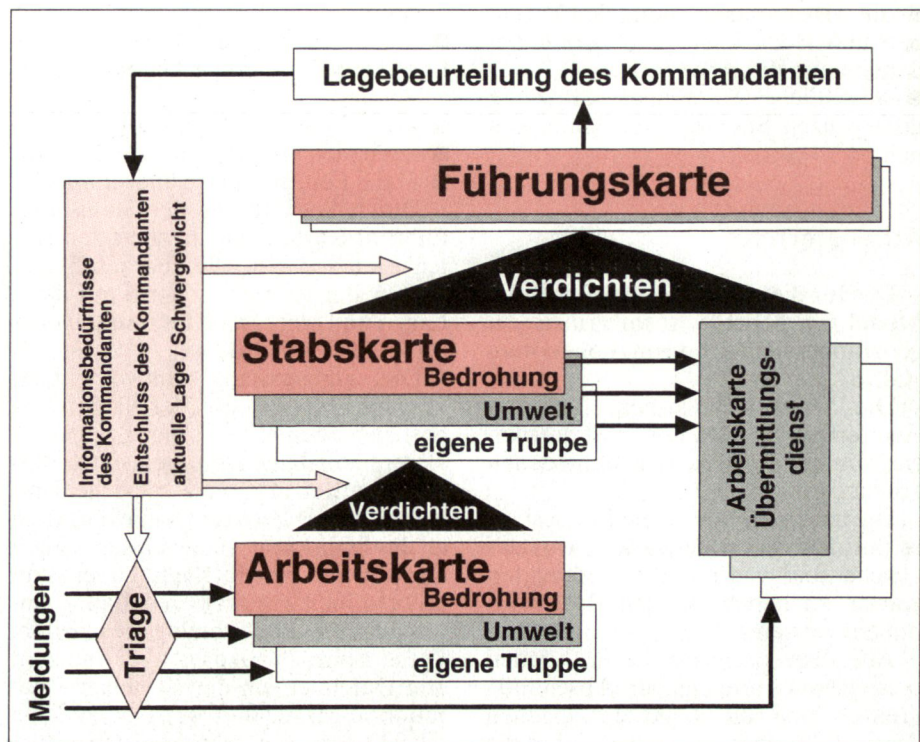 Lagebeurteilung des Kommandanten
Führungskarte
Verdichten
Informationsbedürfnisse
des Kommandanten
Entschluss des Kommandanten
aktuelle Lage / Schwergewicht
Stabskarte
Bedrohung
Umwelt
eigene Truppe
Arbeitskarte
Übermittlungs-
dienst
Verdichten
Arbeitskarte
Bedrohung
Umwelt
eigene Truppe
Meldungen
Triage